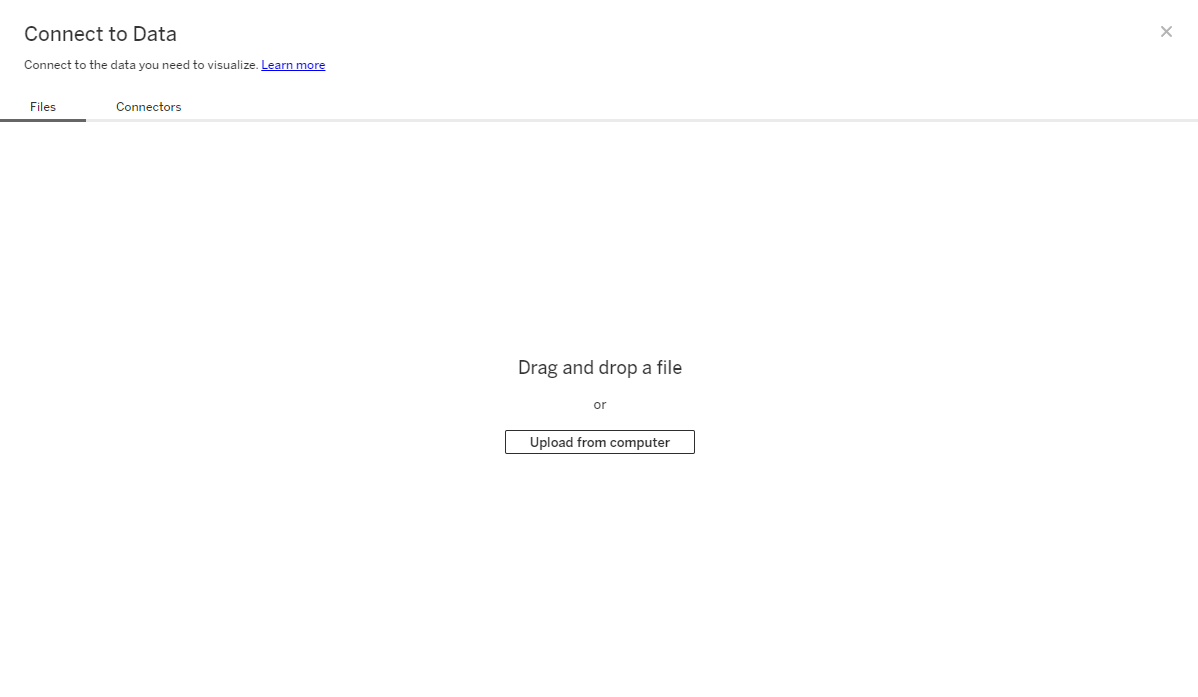 Connect to Data
Connect to the data you need to visualize. Learn more
Files Connectors
Drag and drop a file
or
Upload from computer